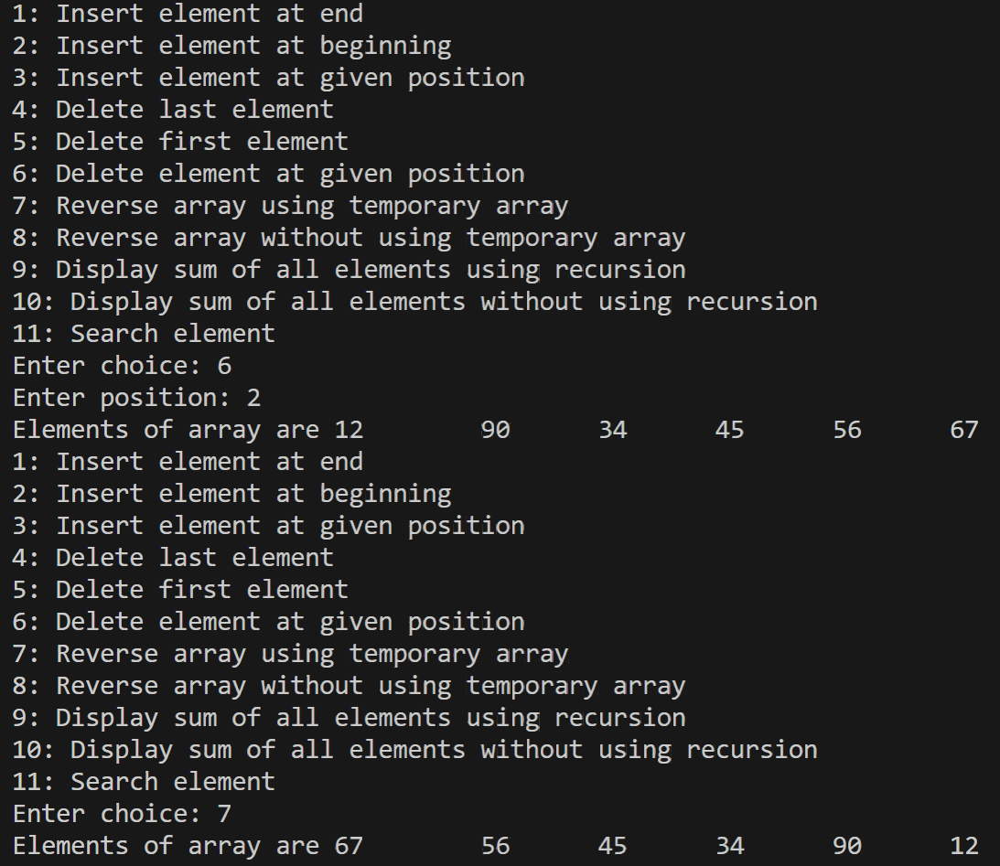 1: Insert element at end
2: Insert element at beginning
3: Insert element at given position
4: Delete last element
5: Delete first element
6: Delete element at given position
7: Reverse array using temporary array
8: Reverse array without using temporary array
9: Display sum of all elements using recursion
10: Display sum of all elements without using recursion
11: Search element
Enter choice: 6
Enter position: 2
Elements of array are 12        90      34      45      56      67
1: Insert element at end
2: Insert element at beginning
3: Insert element at given position
4: Delete last element
5: Delete first element
6: Delete element at given position
7: Reverse array using temporary array
8: Reverse array without using temporary array
9: Display sum of all elements using recursion
10: Display sum of all elements without using recursion
11: Search element
Enter choice: 7
Elements of array are 67        56      45      34      90      12